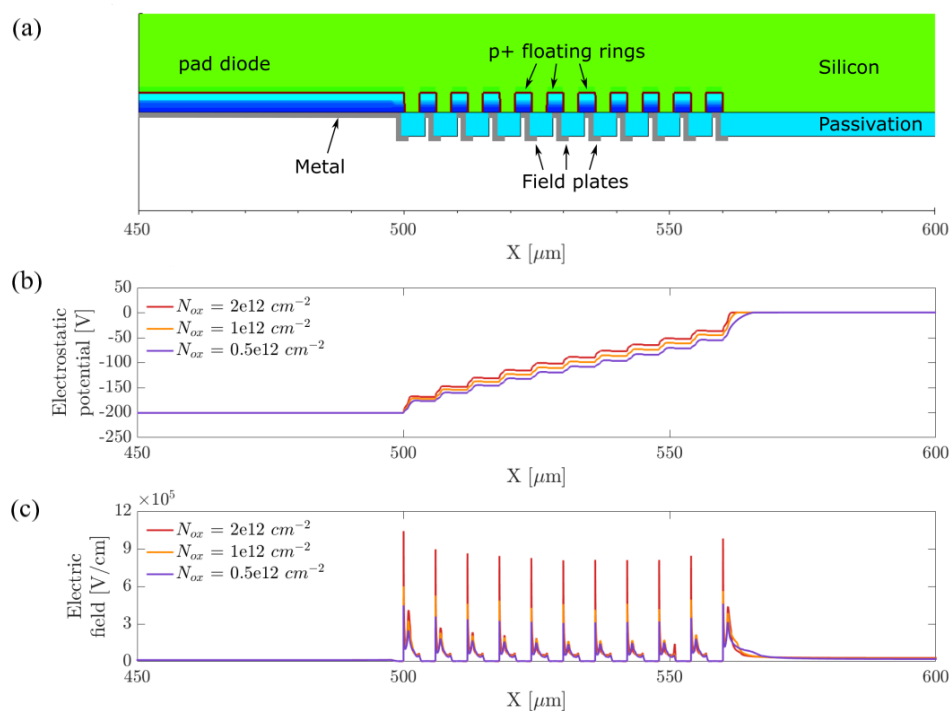 (a)
pad diode
p+ floating rings
Silicon
Passivation
Metal
Field plates
450
500
550
600
X [μm]
(b)
Electrostatic
potential [V]
50
0
-50
-100
-150
-200
-250
N_ox = 2e12 cm⁻²
N_ox = 1e12 cm⁻²
N_ox = 0.5e12 cm⁻²
450
500
550
600
X [μm]
(c)
×10⁵
Electric
field [V/cm]
12
9
6
3
0
N_ox = 2e12 cm⁻²
N_ox = 1e12 cm⁻²
N_ox = 0.5e12 cm⁻²
450
500
550
600
X [μm]